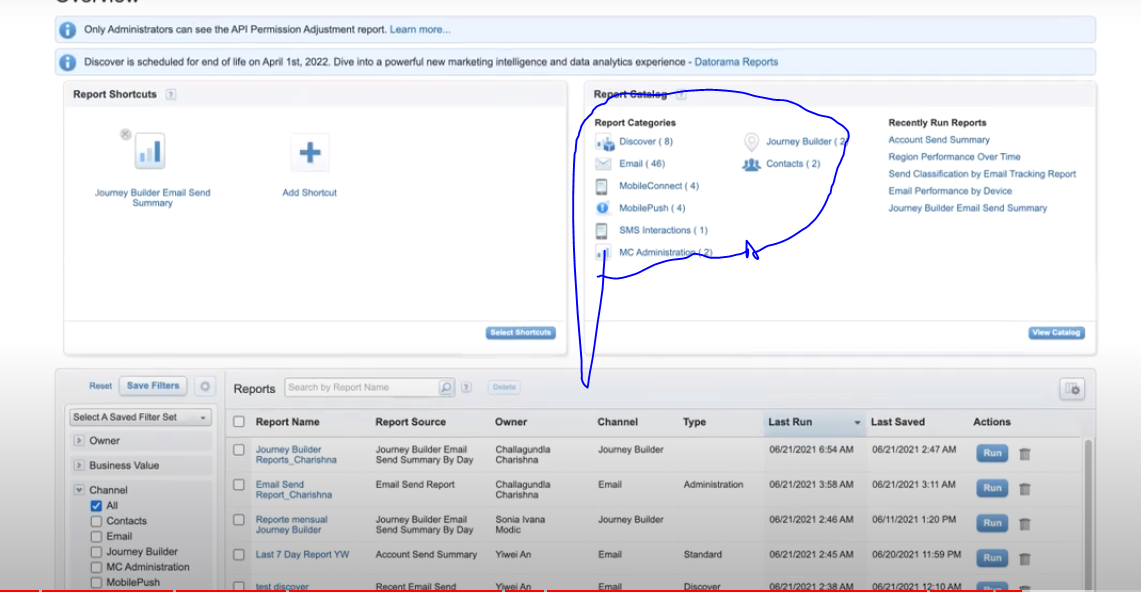 Overview
Only Administrators can see the API Permission Adjustment report. Learn more...
Discover is scheduled for end of life on April 1st, 2022. Dive into a powerful new marketing intelligence and data analytics experience - Datorama Reports
Report Shortcuts ?
Journey Builder Email Send
Summary
Add Shortcut
Select Shortcuts
Report Catalog ?
Report Categories
Discover ( 8)
Email ( 46)
MobileConnect ( 4)
MobilePush ( 4)
SMS Interactions ( 1)
MC Administration ( 2)
Journey Builder ( 2
Contacts ( 2)
Recently Run Reports
Account Send Summary
Region Performance Over Time
Send Classification by Email Tracking Report
Email Performance by Device
Journey Builder Email Send Summary
View Catalog
Reset Save Filters
Select A Saved Filter Set
Owner
Business Value
Channel
All
Contacts
Email
Journey Builder
MC Administration
MobilePush
Reports Search by Report Name ? Delete
Report Name Report Source Owner Channel Type Last Run Last Saved Actions
Journey Builder Journey Builder Email Challagundla Journey Builder 06/21/2021 6:54 AM 06/21/2021 2:47 AM Run
Reports_Charishna Send Summary By Day Charishna
Email Send Email Send Report Challagundla Email Administration 06/21/2021 3:58 AM 06/21/2021 3:11 AM Run
Report_Charishna Charishna
Reporte mensual Journey Builder Email Sonia Ivana Journey Builder 06/21/2021 2:46 AM 06/11/2021 1:20 PM Run
Journey Builder Send Summary By Day Modic
Last 7 Day Report YW Account Send Summary Yiwei An Email Standard 06/21/2021 2:45 AM 06/20/2021 11:59 PM Run
test discover Recent Email Send Yiwei An Email Discover 06/21/2021 2:38 AM 06/21/2021 12:10 AM